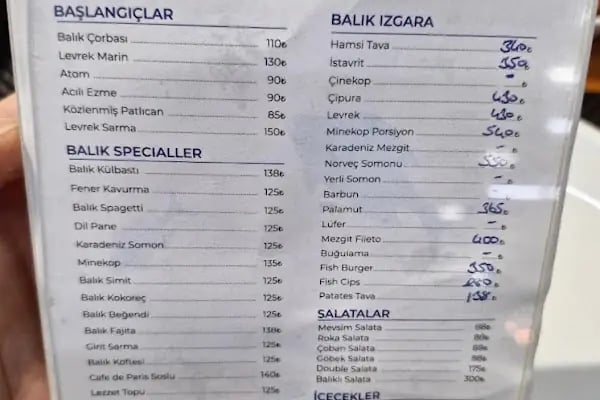 BAŞLANGIÇLAR
Balık Çorbası 110₺
Levrek Marin 130₺
Atom 90₺
Acılı Ezme 90₺
Közlenmiş Patlıcan 85₺
Levrek Sarma 150₺
BALIK SPECIALLER
Balık Külbastı 138₺
Fener Kavurma 125₺
Balık Spagetti 125₺
Dil Pane 125₺
Karadeniz Somon 125₺
Minekop 135₺
Balık Simit 125₺
Balık Kokoreç 125₺
Balık Beğendi 125₺
Balık Fajita 138₺
Girit Sarma 125₺
Balık Köftesi 125₺
Cafe de Paris Soslu 140₺
Lezzet Topu 125₺
BALIK IZGARA
Hamsi Tava 340₺
İstavrit 350₺
Çinekop - ₺
Çipura 430₺
Levrek 430₺
Minekop Porsiyon 540₺
Karadeniz Mezgit - ₺
Norveç Somonu 550₺
Yerli Somon - ₺
Barbun - ₺
Palamut 365₺
Lüfer - ₺
Mezgit Fileto 400₺
Buğulama - ₺
Fish Burger 350₺
Fish Cips ₺
Patates Tava 138₺
SALATALAR
Mevsim Salata 88₺
Roka Salata 88₺
Çoban Salata 88₺
Göbek Salata 88₺
Double Salata 175₺
Balıklı Salata 300₺
İÇECEKLER